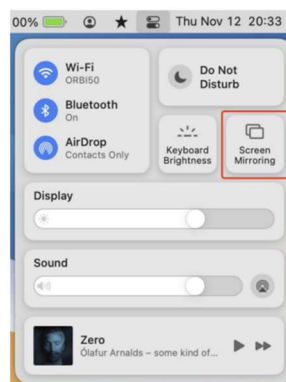 00% Thu Nov 12 20:33
Wi-Fi
ORBI50
Bluetooth
On
AirDrop
Contacts Only
Do Not
Disturb
Keyboard
Brightness
Screen
Mirroring
Display
Sound
Zero
Ólafur Arnalds – some kind of...